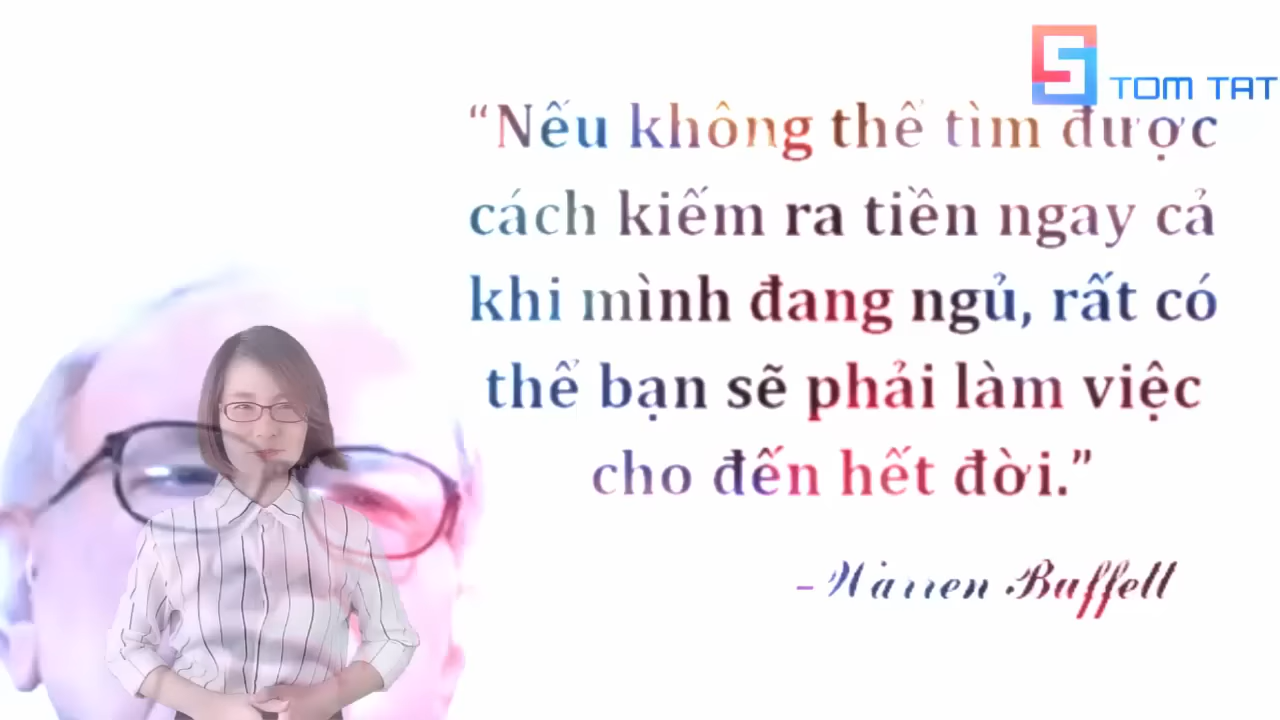 TOM TAT
“Nếu không thể tìm được
cách kiếm ra tiền ngay cả
khi mình đang ngủ, rất có
thể bạn sẽ phải làm việc
cho đến hết đời.”
– Warren Buffett